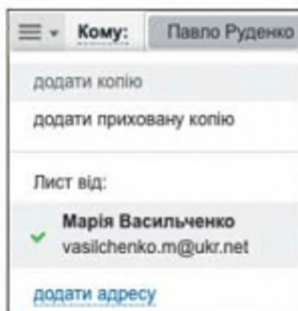 Кому: Павло Руденко
додати копію
додати приховану копію
Лист від:
Марія Васильченко
vasilchenko.m@ukr.net
додати адресу